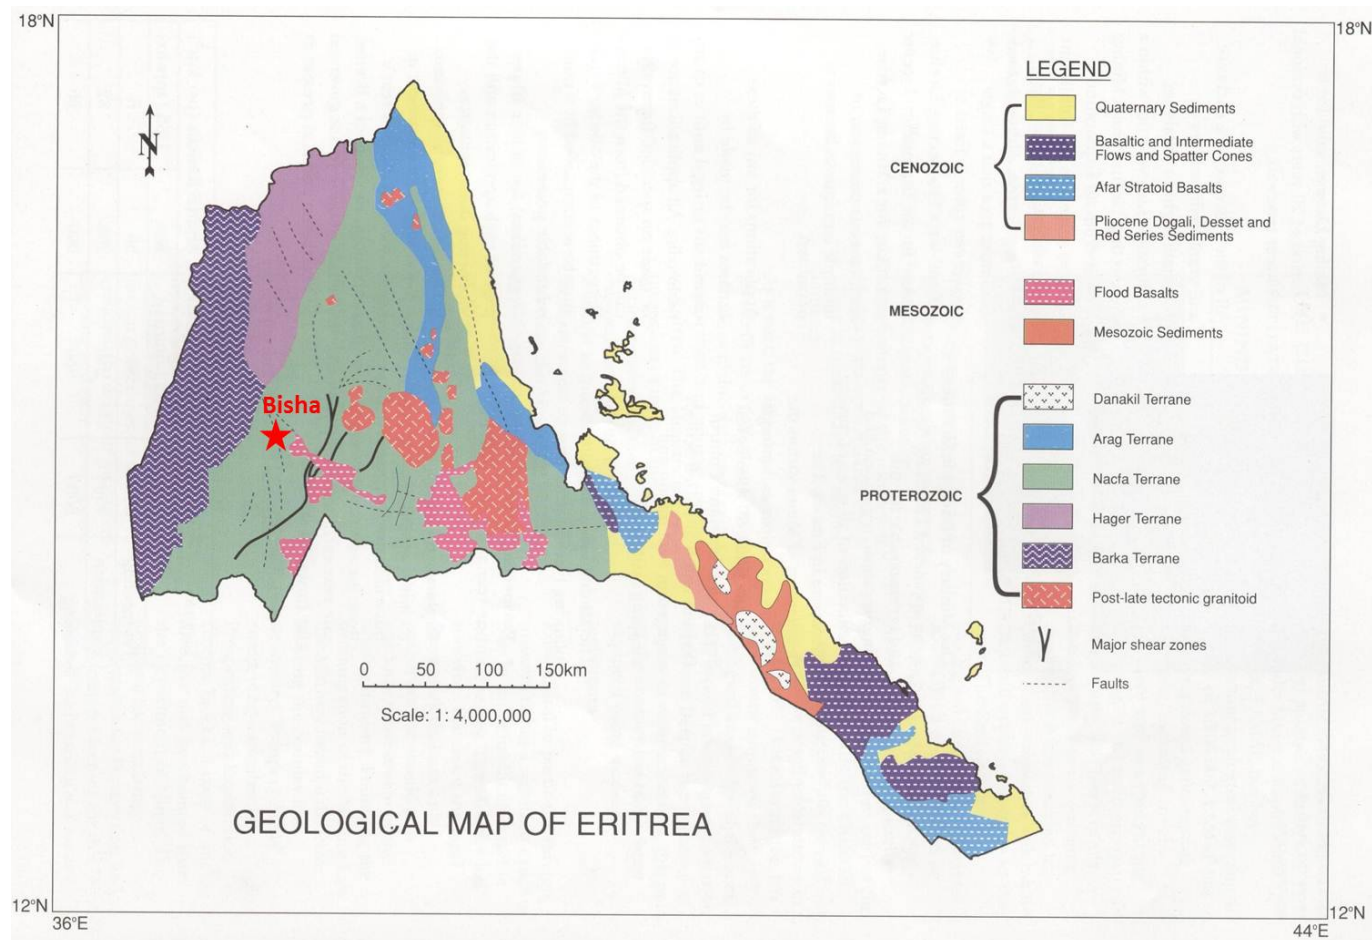 18°N
18°N
LEGEND
Quaternary Sediments
Basaltic and Intermediate
Flows and Spatter Cones
CENOZOIC
Afar Stratoid Basalts
Pliocene Dogali, Desset and
Red Series Sediments
Flood Basalts
MESOZOIC
Mesozoic Sediments
Danakil Terrane
Arag Terrane
Nacfa Terrane
PROTEROZOIC
Hager Terrane
Barka Terrane
Post-late tectonic granitoid
Major shear zones
Faults
N
Bisha
0 50 100 150km
Scale: 1: 4,000,000
GEOLOGICAL MAP OF ERITREA
12°N
12°N
36°E
44°E